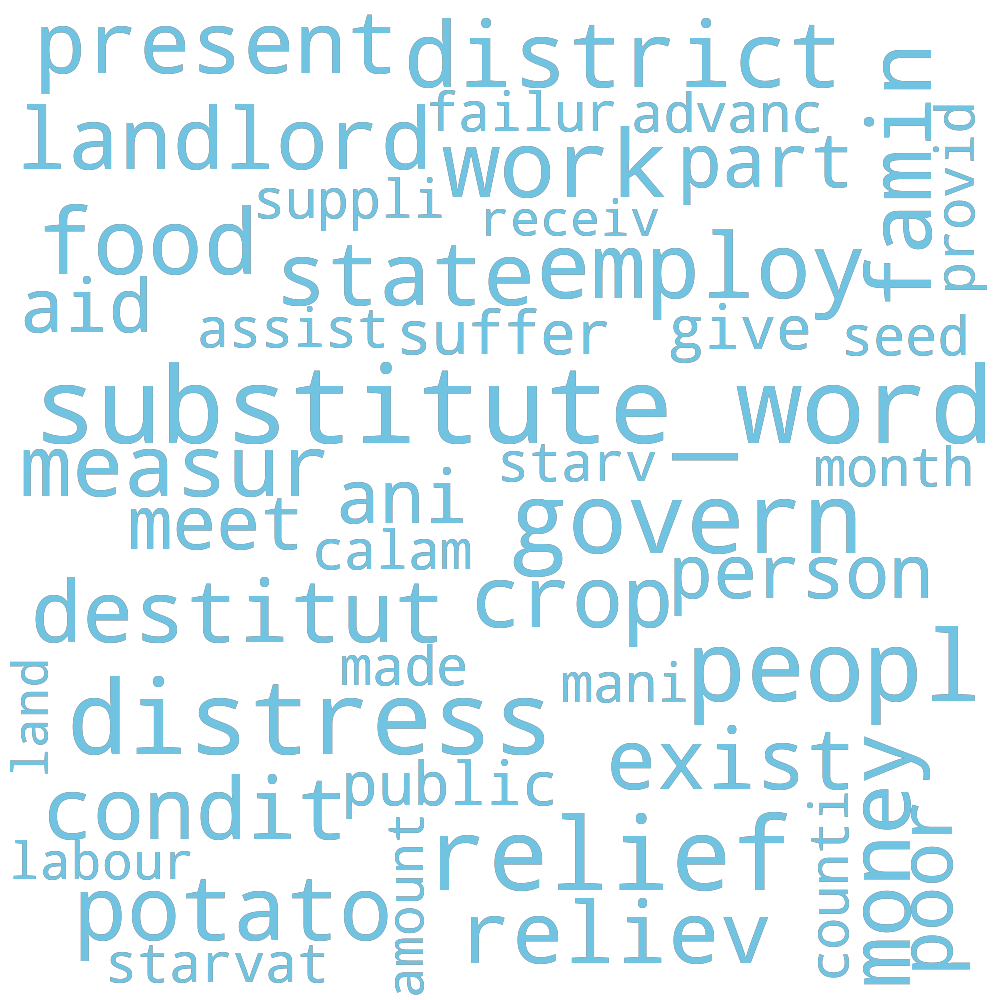 present district
famin
landlord
failur advanc
provid
work part
suppli
receiv
food
state employ
aid
assist suffer
give
seed
substitute_word
measur
starv
month
ani
meet
govern
calam
person
crop
destitut
made
peopl
mani
land
distress
exist
condit
public
money
relief
counti
poor
labour
amount
potato
reliev
starvat